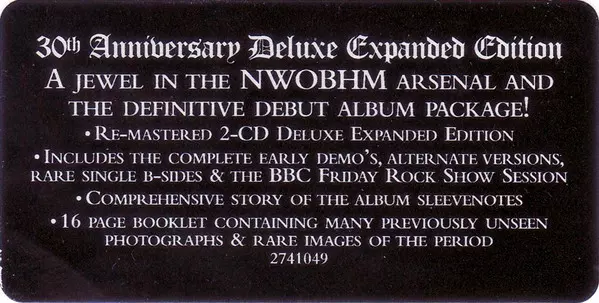 30th Anniversary Deluxe Expanded Edition
A JEWEL IN THE NWOBHM ARSENAL AND
THE DEFINITIVE DEBUT ALBUM PACKAGE!
• RE-MASTERED 2-CD DELUXE EXPANDED EDITION
• INCLUDES THE COMPLETE EARLY DEMO'S, ALTERNATE VERSIONS,
RARE SINGLE B-SIDES & THE BBC FRIDAY ROCK SHOW SESSION
• COMPREHENSIVE STORY OF THE ALBUM SLEEVENOTES
• 16 PAGE BOOKLET CONTAINING MANY PREVIOUSLY UNSEEN
PHOTOGRAPHS & RARE IMAGES OF THE PERIOD
2741049